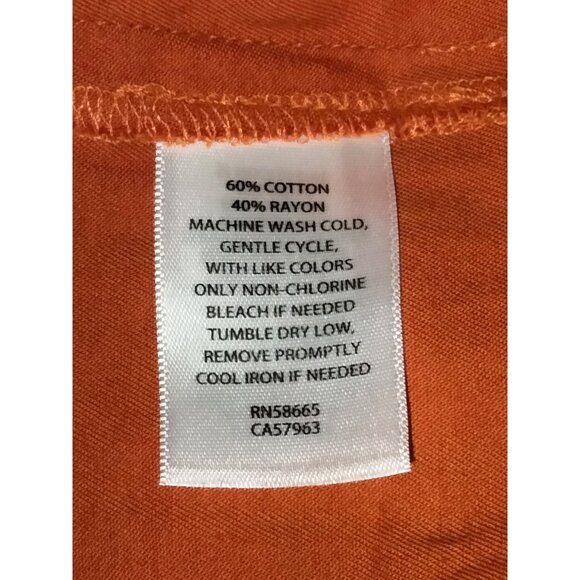 60% COTTON
40% RAYON
MACHINE WASH COLD,
GENTLE CYCLE,
WITH LIKE COLORS
ONLY NON-CHLORINE
BLEACH IF NEEDED
TUMBLE DRY LOW,
REMOVE PROMPTLY
COOL IRON IF NEEDED
RN58665
CA57963